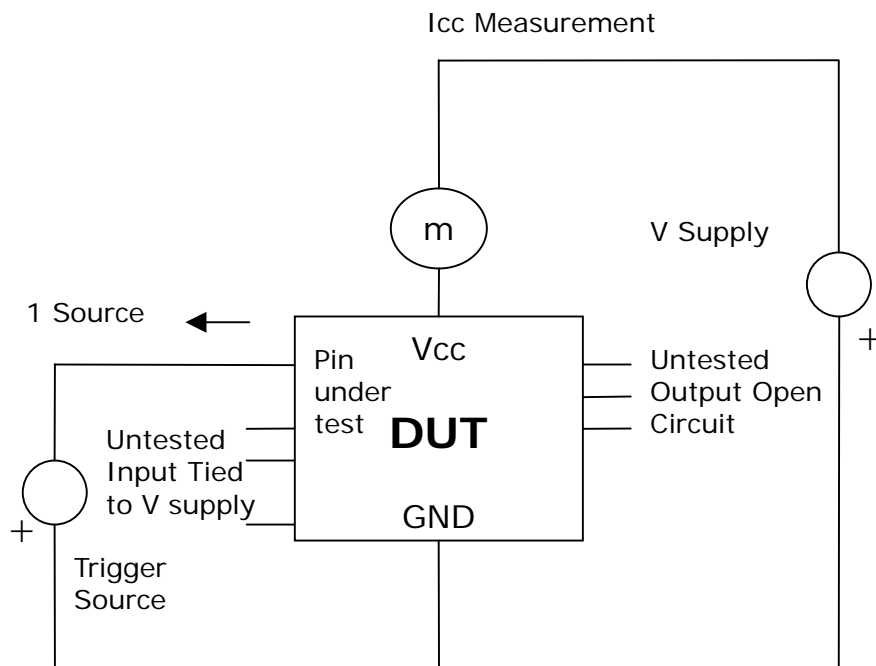 Icc Measurement
m
V Supply
+
1 Source
Vcc
Pin
under
test
DUT
GND
Untested
Output Open
Circuit
Untested
Input Tied
to V supply
+
Trigger
Source